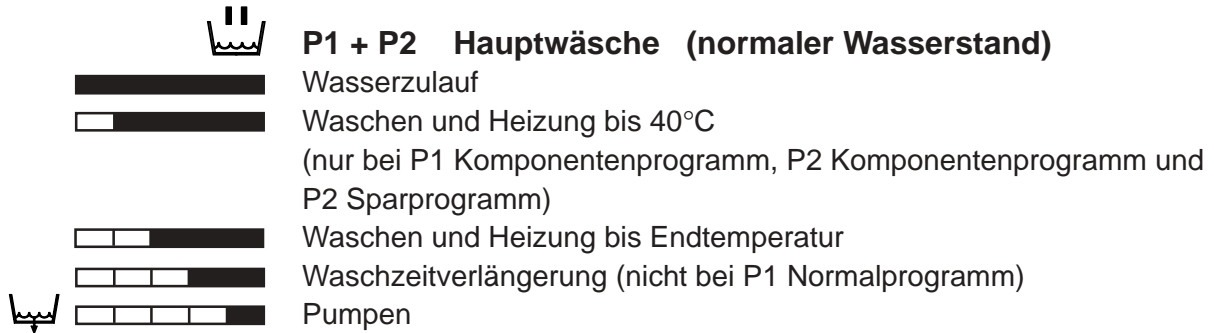 P1 + P2 Hauptwäsche (normaler Wasserstand)
Wasserzulauf
Waschen und Heizung bis 40°C
(nur bei P1 Komponentenprogramm, P2 Komponentenprogramm und
P2 Sparprogramm)
Waschen und Heizung bis Endtemperatur
Waschzeitverlängerung (nicht bei P1 Normalprogramm)
Pumpen